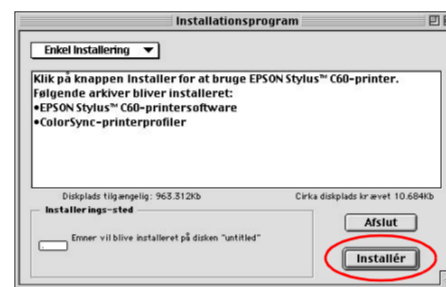 Installationsprogram
Enkel Installering
Klik på knappen Installer for at bruge EPSON Stylus™ C60-printer.
Følgende arkiver bliver installeret:
•EPSON Stylus™ C60-printersoftware
•ColorSync-printerprofiler
Diskplads tilgængelig: 963.312Kb Cirka diskplads krævet 10.684Kb
Installerings-sted
Emner vil blive installeret på disken "untitled"
Afslut
Installér